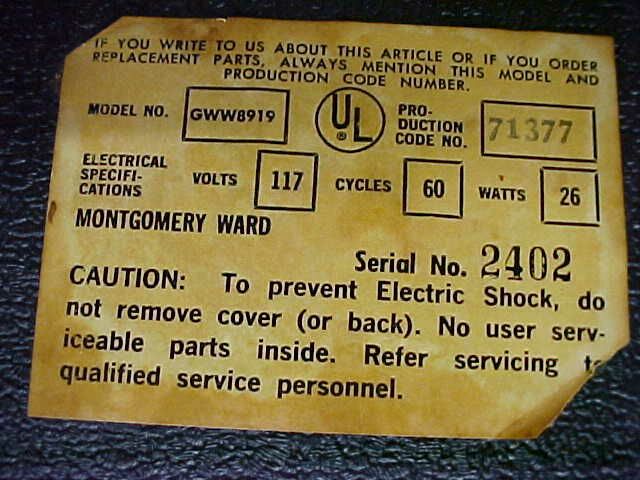 IF YOU WRITE TO US ABOUT THIS ARTICLE OR IF YOU ORDER
REPLACEMENT PARTS, ALWAYS MENTION THIS MODEL AND
PRODUCTION CODE NUMBER.
MODEL NO. GWW8919 UL ® PRO-
DUCTION
CODE NO. 71377
ELECTRICAL
SPECIFI-
CATIONS VOLTS 117 CYCLES 60 WATTS 26
MONTGOMERY WARD
Serial No. 2402
CAUTION: To prevent Electric Shock, do
not remove cover (or back). No user serv-
iceable parts inside. Refer servicing to
qualified service personnel.